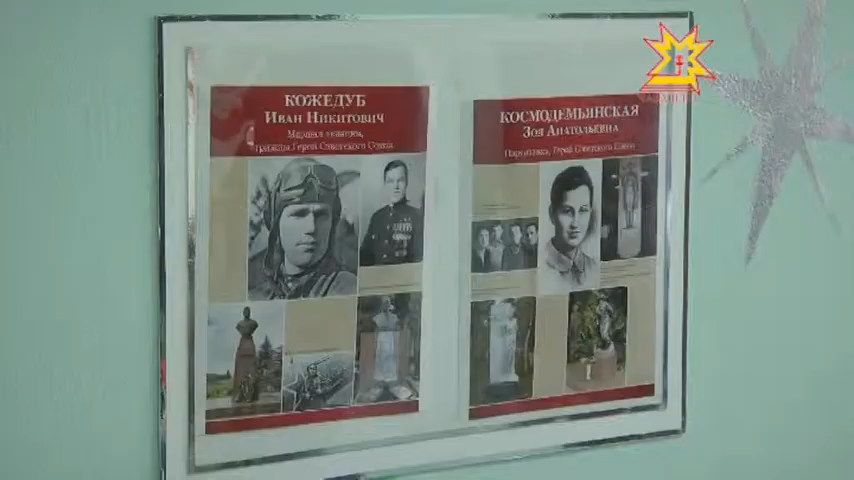 КОЖЕДУБ
Иван Никитович
Маршал авиации,
трижды Герой Советского Союза
КОСМОДЕМЬЯНСКАЯ
Зоя Анатольевна
Партизанка, Герой Советского Союза